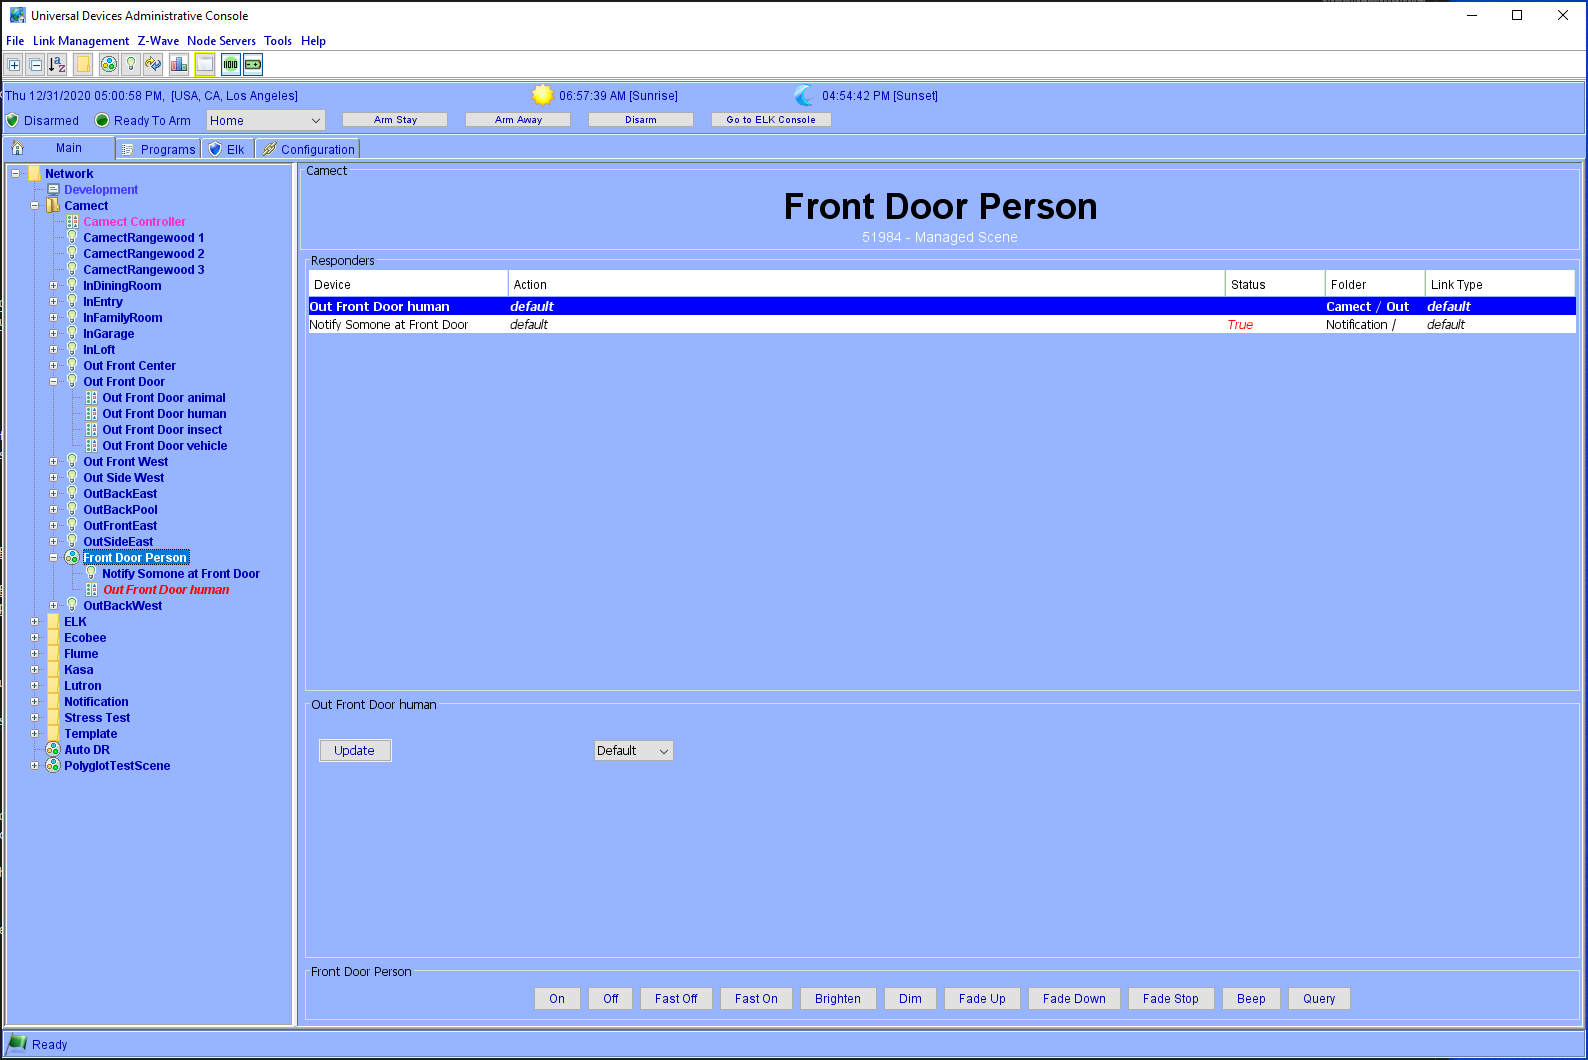 Universal Devices Administrative Console
File Link Management Z-Wave Node Servers Tools Help
Thu 12/31/2020 05:00:58 PM, [USA, CA, Los Angeles] 06:57:39 AM [Sunrise] 04:54:42 PM [Sunset]
Disarmed Ready To Arm Home Arm Stay Arm Away Disarm Go to ELK Console
Main Programs Elk Configuration
Network
Development
Camect
Camect Controller
CamectRangewood 1
CamectRangewood 2
CamectRangewood 3
InDiningRoom
InEntry
InFamilyRoom
InGarage
InLoft
Out Front Center
Out Front Door
Out Front Door animal
Out Front Door human
Out Front Door insect
Out Front Door vehicle
Out Front West
Out Side West
OutBackEast
OutBackPool
OutFrontEast
OutSideEast
Front Door Person
Notify Somone at Front Door
Out Front Door human
OutBackWest
ELK
Ecobee
Flume
Kasa
Lutron
Notification
Stress Test
Template
Auto DR
PolyglotTestScene
Camect
Front Door Person
51984 - Managed Scene
Responders
Device Action Status Folder Link Type
Out Front Door human default Camect / Out default
Notify Somone at Front Door default True Notification / default
Out Front Door human
Update Default
Front Door Person
On Off Fast Off Fast On Brighten Dim Fade Up Fade Down Fade Stop Beep Query
Ready